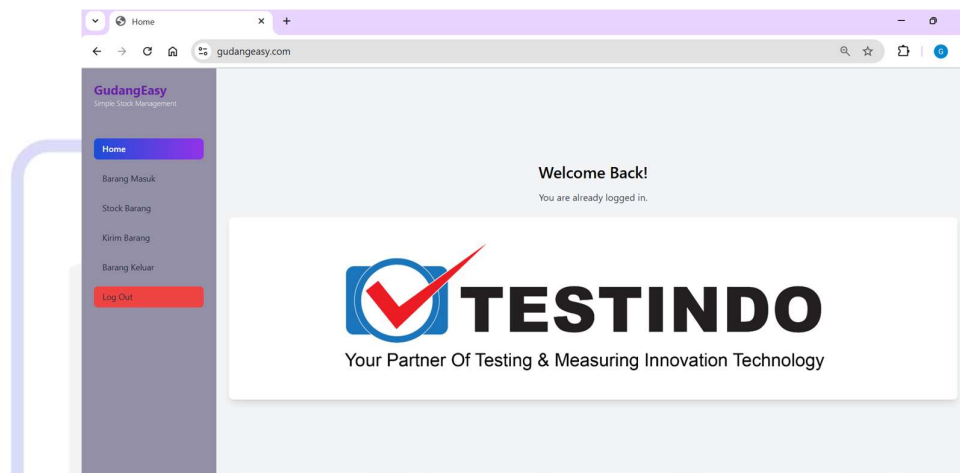 Home
gudangeasy.com
G
GudangEasy
Simple Stock Management
Home
Barang Masuk
Stock Barang
Kirim Barang
Barang Keluar
Log Out
Welcome Back!
You are already logged in.
TESTINDO
Your Partner Of Testing & Measuring Innovation Technology